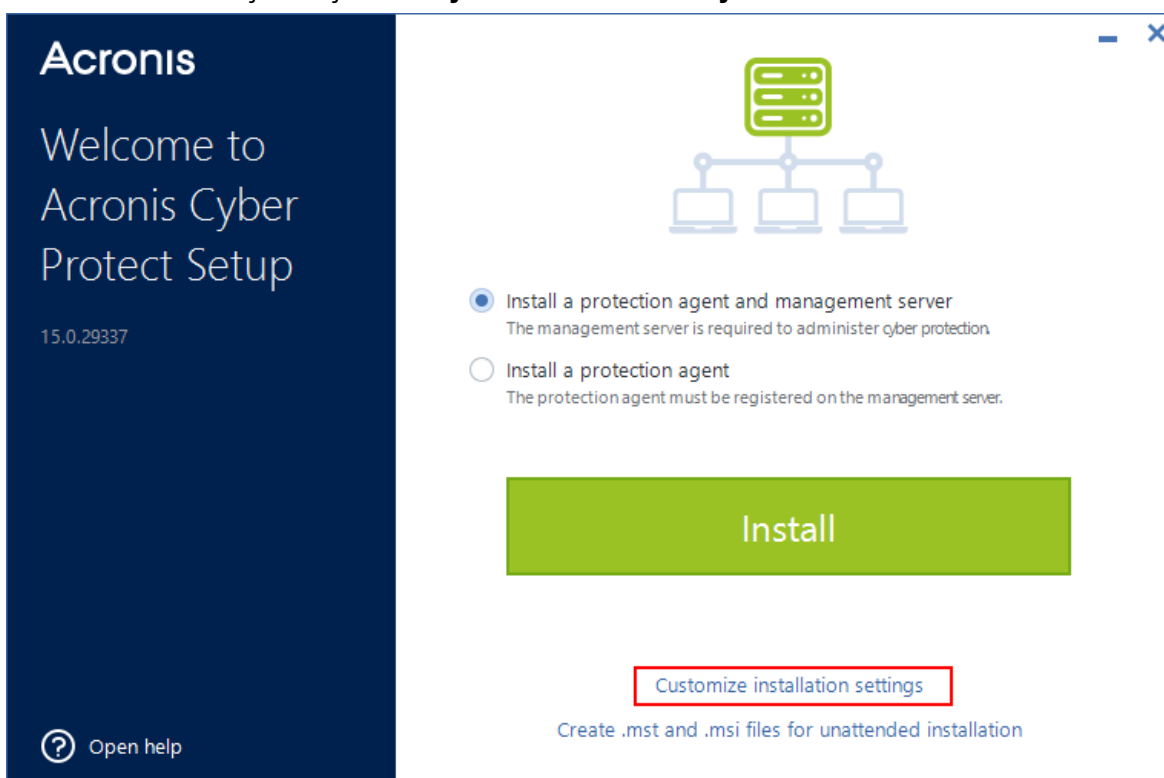 Acronis
Welcome to
Acronis Cyber
Protect Setup
15.0.29337
Open help
Install a protection agent and management server
The management server is required to administer cyber protection.
Install a protection agent
The protection agent must be registered on the management server.
Install
Customize installation settings
Create .mst and .msi files for unattended installation